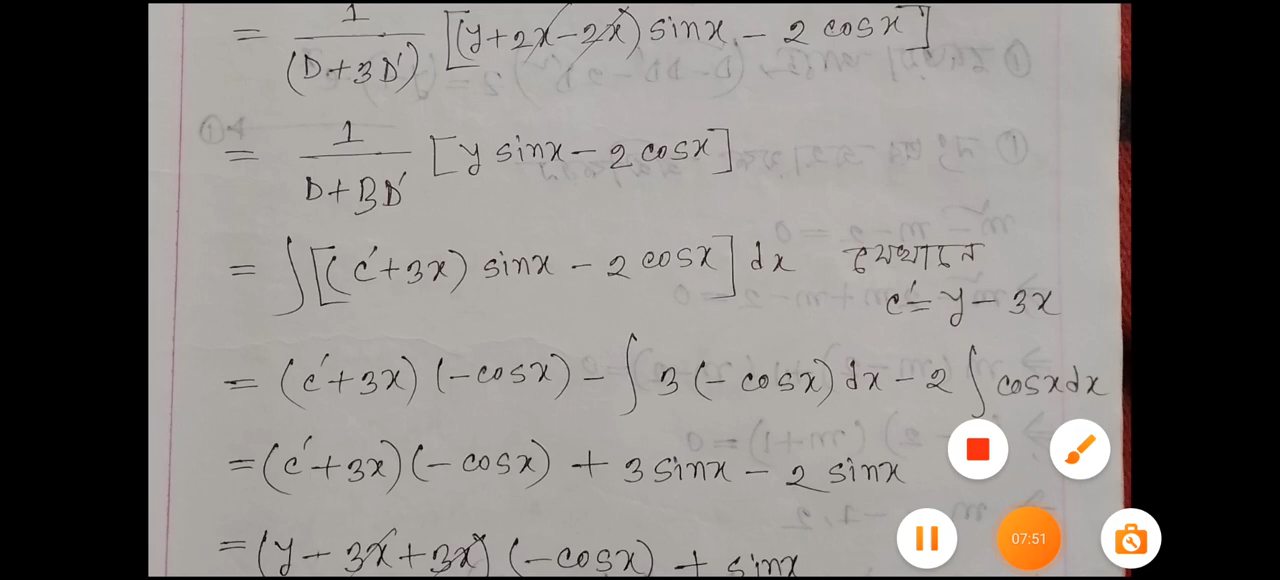 = 1/(D+3D') [(y+2x-2x) sinx - 2 cosx]
= 1/D+3D' [y sinx - 2 cosx]
= ∫[(c'+3x) sinx - 2 cosx] dx যেখানে
c' = y - 3x
= (c'+3x) (-cosx) - ∫ 3 (-cosx) dx - 2 ∫ cosx dx
= (c'+3x) (-cosx) + 3 sinx - 2 sinx
= (y - 3x + 3x) (-cosx) + sinx
07:51